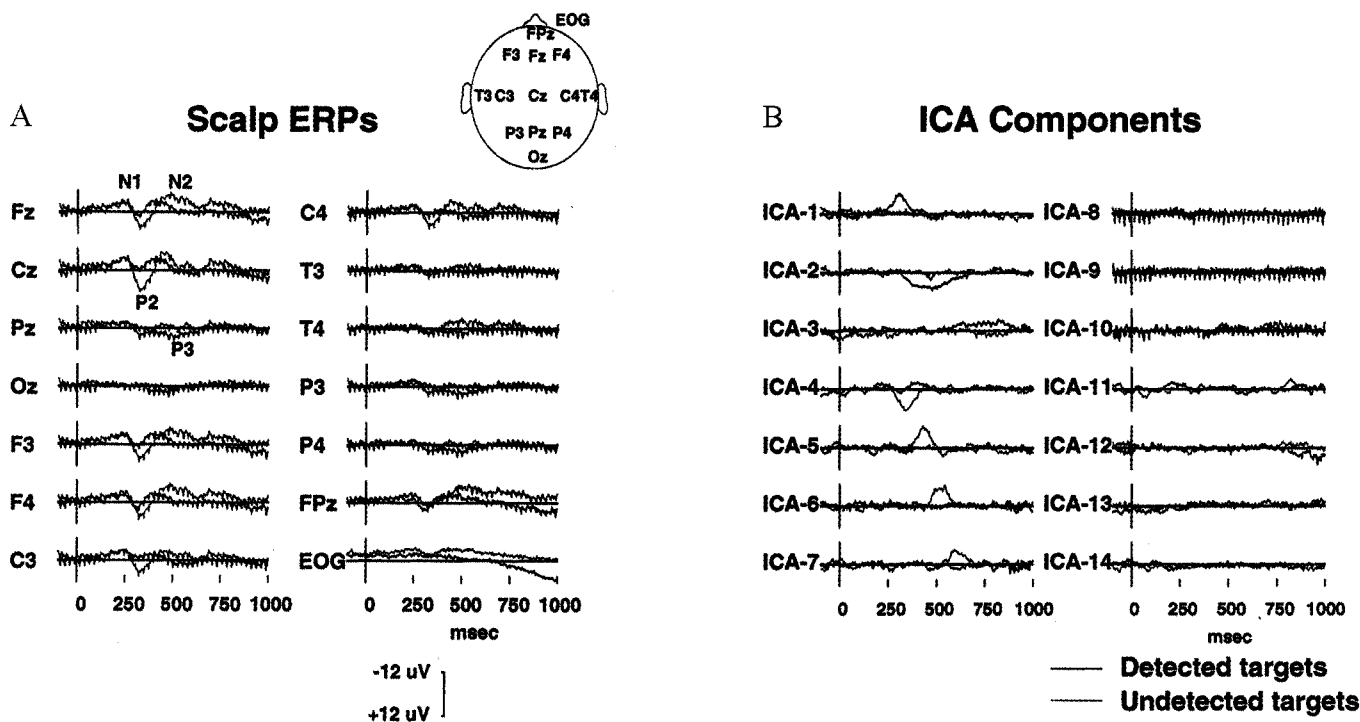 EOG
FPz
F3 Fz F4
T3 C3 Cz C4 T4
P3 Pz P4
Oz
A
Scalp ERPs
N1 N2
Fz
Cz
P2
Pz
P3
Oz
F3
F4
C3
0 250 500 750 1000
C4
T3
T4
P3
P4
FPz
EOG
0 250 500 750 1000
msec
-12 uV
+12 uV
B
ICA Components
ICA-1
ICA-2
ICA-3
ICA-4
ICA-5
ICA-6
ICA-7
0 250 500 750 1000
ICA-8
ICA-9
ICA-10
ICA-11
ICA-12
ICA-13
ICA-14
0 250 500 750 1000
msec
Detected targets
Undetected targets